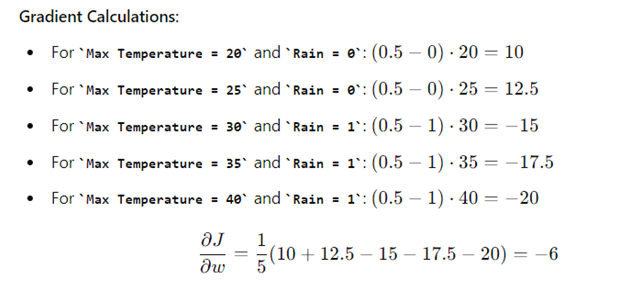 Gradient Calculations:
• For `Max Temperature = 20` and `Rain = 0`: (0.5 − 0) · 20 = 10
• For `Max Temperature = 25` and `Rain = 0`: (0.5 − 0) · 25 = 12.5
• For `Max Temperature = 30` and `Rain = 1`: (0.5 − 1) · 30 = −15
• For `Max Temperature = 35` and `Rain = 1`: (0.5 − 1) · 35 = −17.5
• For `Max Temperature = 40` and `Rain = 1`: (0.5 − 1) · 40 = −20
∂J/∂w = 1/5(10 + 12.5 − 15 − 17.5 − 20) = −6